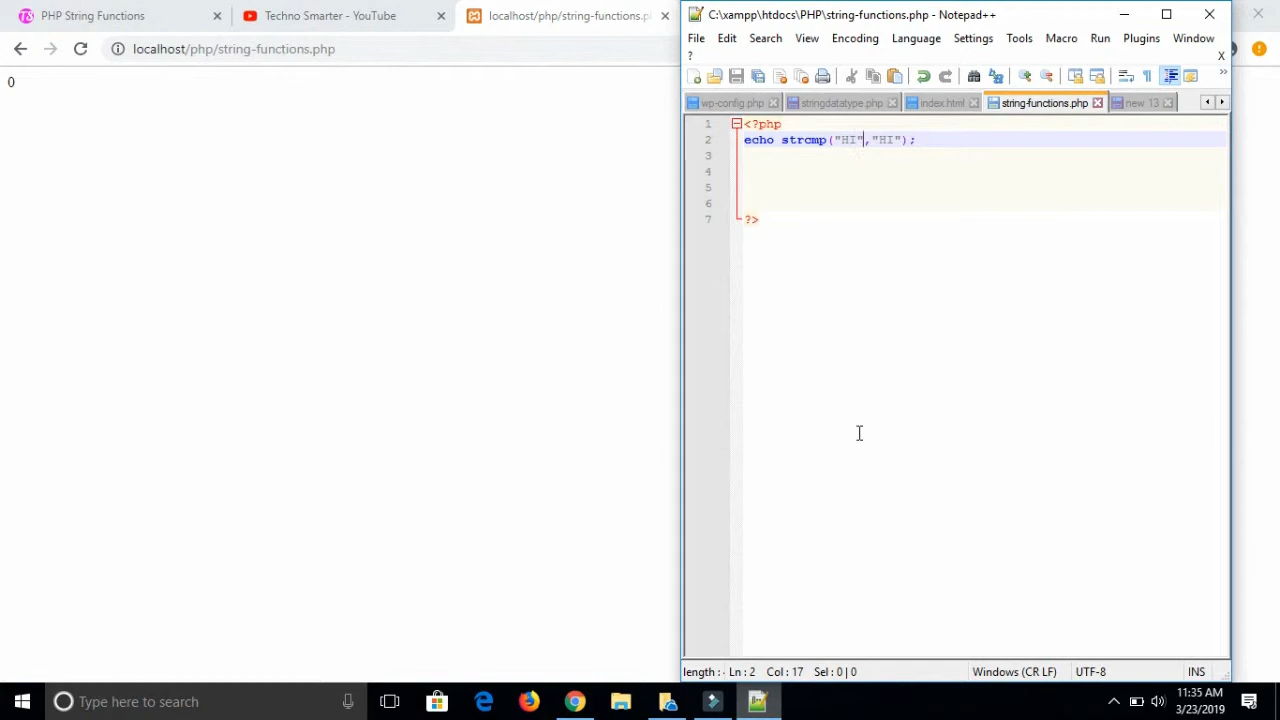 PHP String Functions
Techno Smarter - YouTube
localhost/php/string-functions.p
localhost/php/string-functions.php
0
C:\xampp\htdocs\PHP\string-functions.php - Notepad++
File Edit Search View Encoding Language Settings Tools Macro Run Plugins Window
? X
wp-config.php stringdatatype.php index.html string-functions.php new 13
1 <?php
2 echo strcmp("HI","HI");
3
4
5
6
7 ?>
length : Ln : 2 Col : 17 Sel : 0 | 0 Windows (CR LF) UTF-8 INS
Type here to search
11:35 AM
3/23/2019